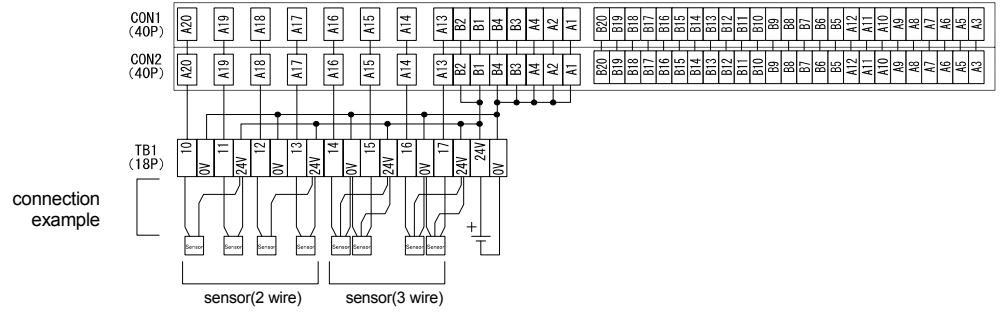 CON1 A20 A19 A18 A17 A16 A15 A14 A13 B2 B1 B4 B3 A4 A2 A1 B20 B19 B18 B17 B16 B15 B14 B13 B12 B11 B10 B9 B8 B7 B6 B5 A12 A11 A10 A9 A8 A7 A6 A5 A3
(40P)
CON2 A20 A19 A18 A17 A16 A15 A14 A13 B2 B1 B4 B3 A4 A2 A1 B20 B19 B18 B17 B16 B15 B14 B13 B12 B11 B10 B9 B8 B7 B6 B5 A12 A11 A10 A9 A8 A7 A6 A5 A3
(40P)
TB1 10 0V 11 24V 12 0V 13 24V 14 0V 15 24V 16 0V 17 24V 24V 0V
(18P)
connection
example
+
Sensor Sensor Sensor Sensor Sensor Sensor Sensor Sensor
sensor(2 wire) sensor(3 wire)